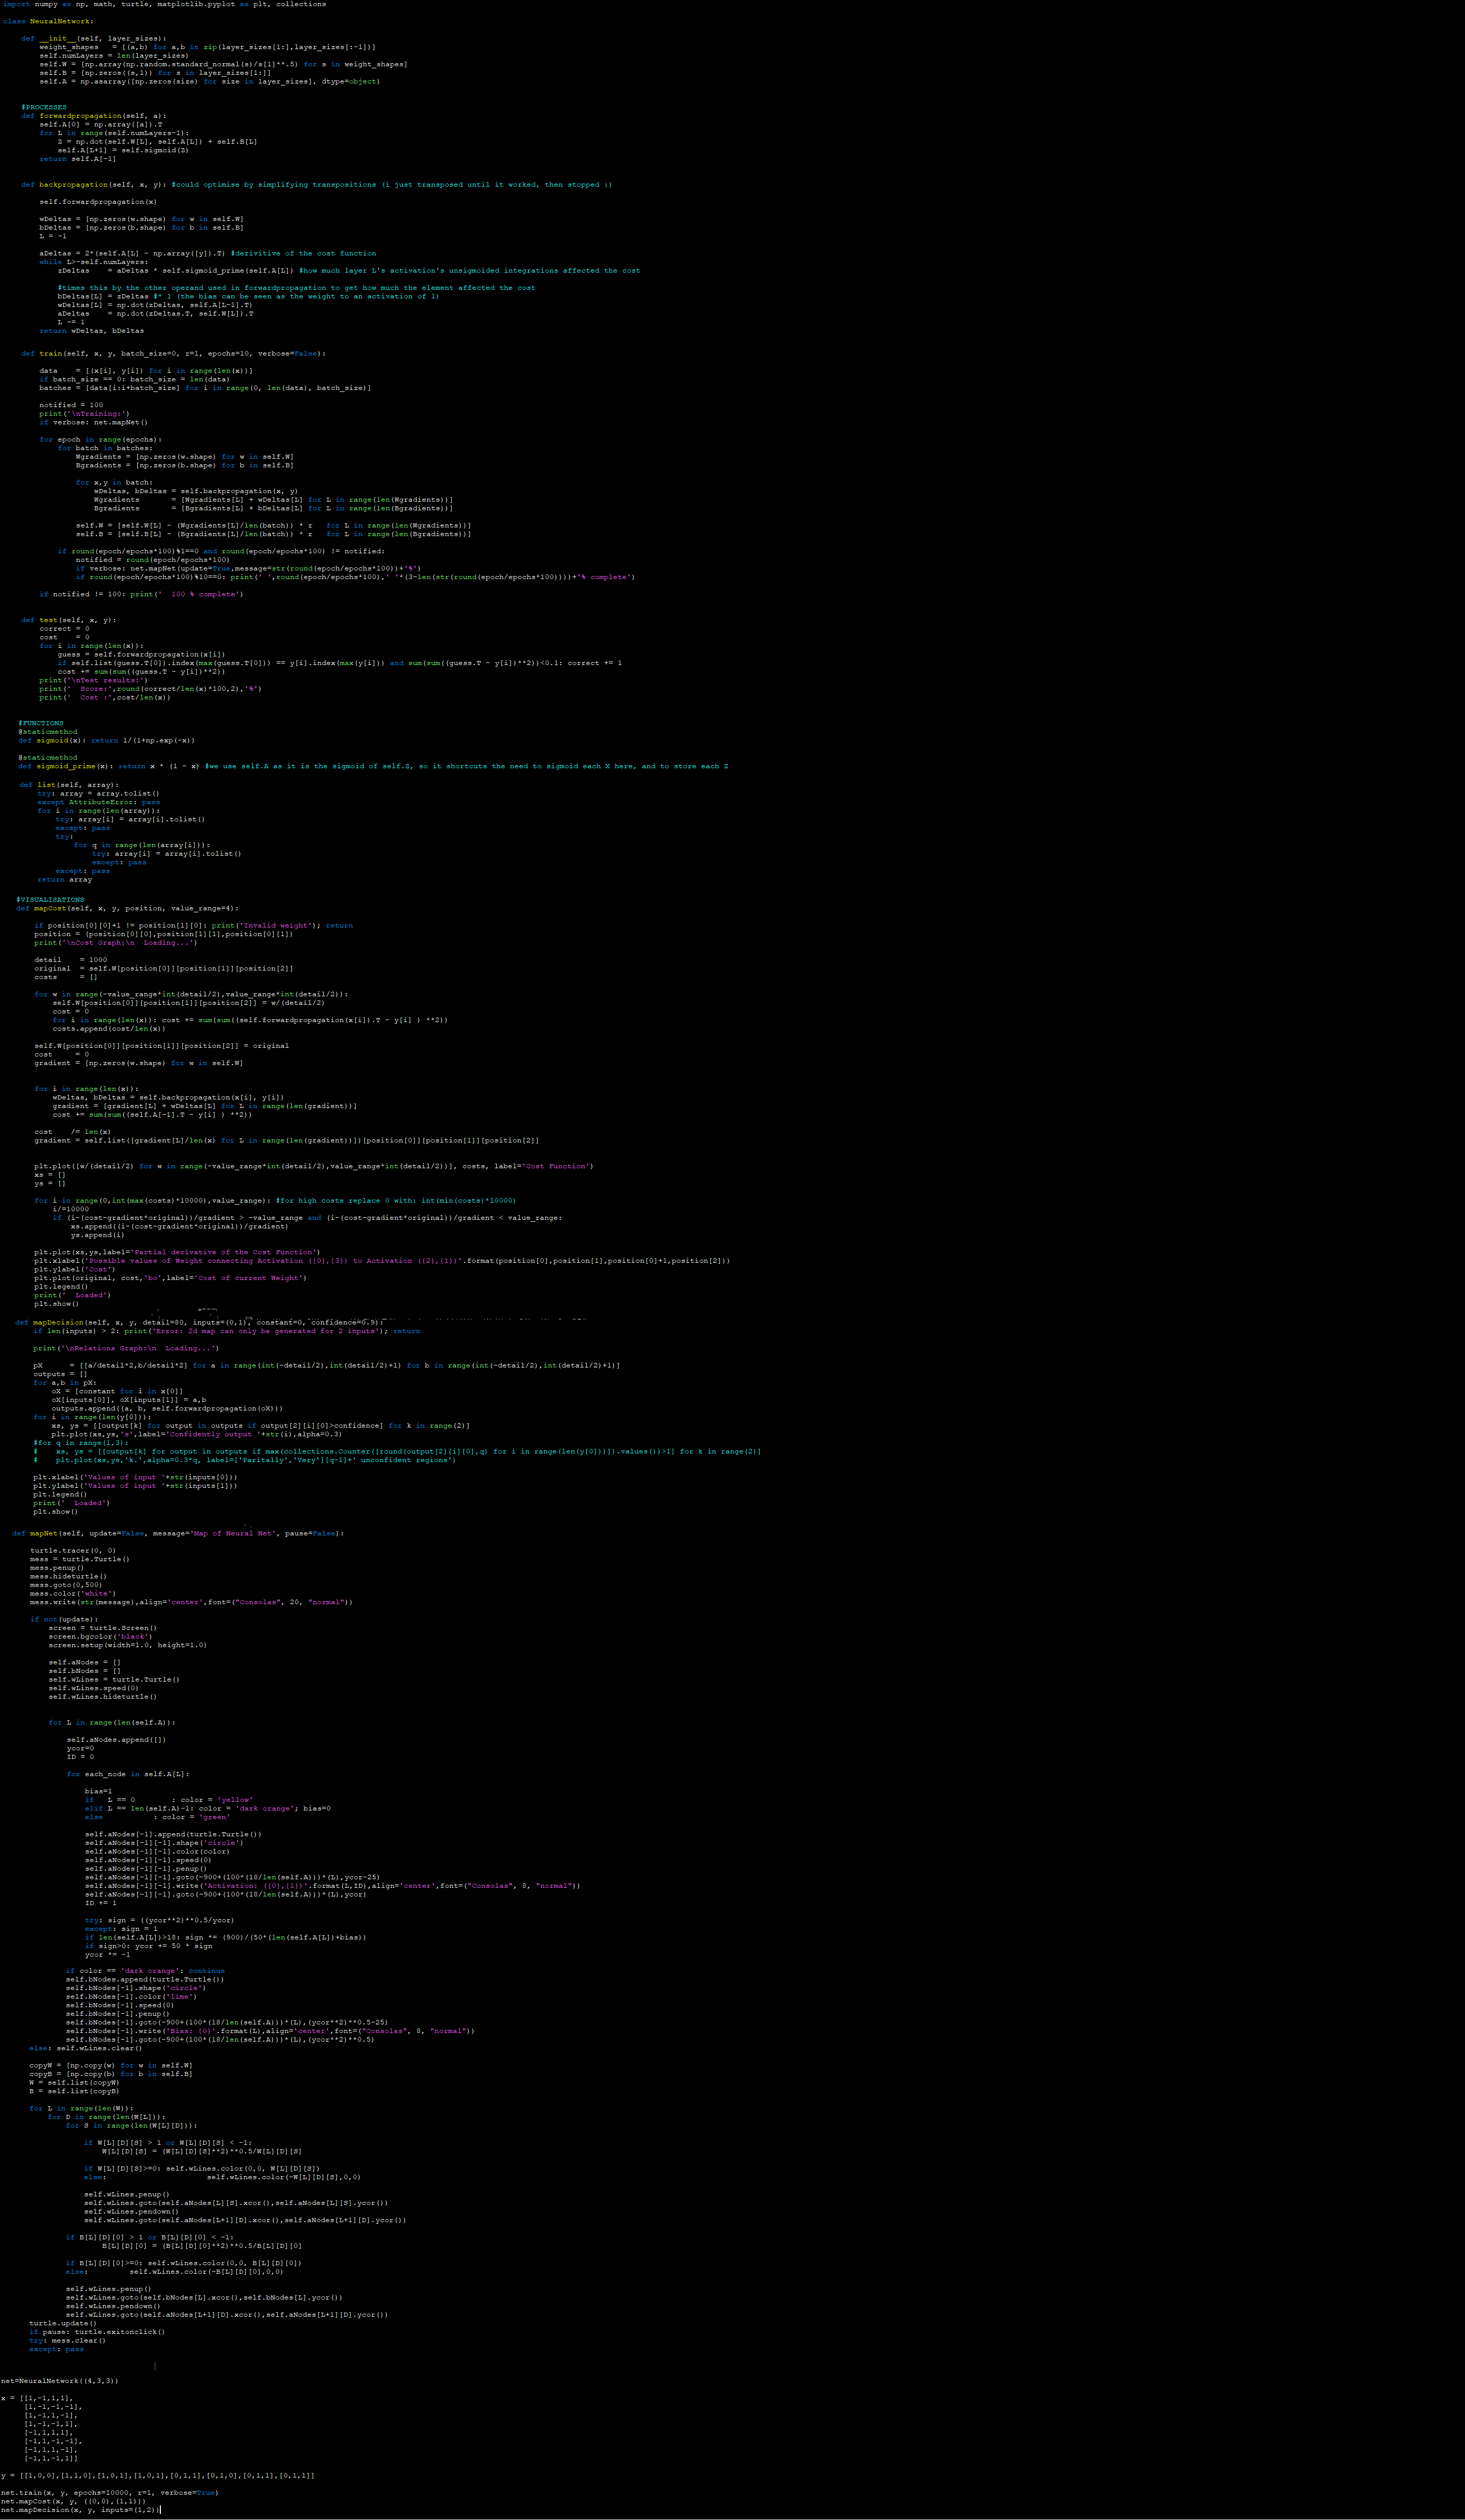 import numpy as np, math, turtle, matplotlib.pyplot as plt, collections
class NeuralNetwork:
def __init__(self, layer_sizes):
weight_shapes   = [(a,b) for a,b in zip(layer_sizes[1:],layer_sizes[:-1])]
self.numLayers = len(layer_sizes)
self.W = [np.array(np.random.standard_normal(s)/s[1]**.5) for s in weight_shapes]
self.B = [np.zeros((s,1)) for s in layer_sizes[1:]]
self.A = np.asarray([np.zeros(size) for size in layer_sizes], dtype=object)
#PROCESSES
def forwardpropagation(self, a):
self.A[0] = np.array([a]).T
for L in range(self.numLayers-1):
Z = np.dot(self.W[L], self.A[L]) + self.B[L]
self.A[L+1] = self.sigmoid(Z)
return self.A[-1]
def backpropagation(self, x, y): #could optimise by simplifying transpositions (i just transposed until it worked, then stopped :)
self.forwardpropagation(x)
wDeltas = [np.zeros(w.shape) for w in self.W]
bDeltas = [np.zeros(b.shape) for b in self.B]
L = -1
aDeltas = 2*(self.A[L] - np.array([y]).T) #derivitive of the cost function
while L>-self.numLayers:
zDeltas    = aDeltas * self.sigmoid_prime(self.A[L]) #how much layer L's activation's unsigmoided integrations affected the cost
#times this by the other operand used in forwardpropagation to get how much the element affected the cost
bDeltas[L] = zDeltas #* 1 (the bias can be seen as the weight to an activation of 1)
wDeltas[L] = np.dot(zDeltas, self.A[L-1].T)
aDeltas    = np.dot(zDeltas.T, self.W[L]).T
L -= 1
return wDeltas, bDeltas
def train(self, x, y, batch_size=0, r=1, epochs=10, verbose=False):
data    = [(x[i], y[i]) for i in range(len(x))]
if batch_size == 0: batch_size = len(data)
batches = [data[i:i+batch_size] for i in range(0, len(data), batch_size)]
notified = 100
print('\nTraining:')
if verbose: net.mapNet()
for epoch in range(epochs):
for batch in batches:
Wgradients = [np.zeros(w.shape) for w in self.W]
Bgradients = [np.zeros(b.shape) for b in self.B]
for x,y in batch:
wDeltas, bDeltas = self.backpropagation(x, y)
Wgradients       = [Wgradients[L] + wDeltas[L] for L in range(len(Wgradients))]
Bgradients       = [Bgradients[L] + bDeltas[L] for L in range(len(Bgradients))]
self.W = [self.W[L] - (Wgradients[L]/len(batch)) * r   for L in range(len(Wgradients))]
self.B = [self.B[L] - (Bgradients[L]/len(batch)) * r   for L in range(len(Bgradients))]
if round(epoch/epochs*100)%1==0 and round(epoch/epochs*100) != notified:
notified = round(epoch/epochs*100)
if verbose: net.mapNet(update=True,message=str(round(epoch/epochs*100))+'%')
if round(epoch/epochs*100)%10==0: print(' ',round(epoch/epochs*100),' '*(3-len(str(round(epoch/epochs*100))))+'% complete')
if notified != 100: print('  100 % complete')
def test(self, x, y):
correct = 0
cost    = 0
for i in range(len(x)):
guess = self.forwardpropagation(x[i])
if self.list(guess.T[0]).index(max(guess.T[0])) == y[i].index(max(y[i])) and sum(sum((guess.T - y[i])**2))<0.1: correct += 1
cost += sum(sum((guess.T - y[i])**2))
print('\nTest results:')
print('  Score:',round(correct/len(x)*100,2),'%')
print('  Cost :',cost/len(x))
#FUNCTIONS
@staticmethod
def sigmoid(x): return 1/(1+np.exp(-x))
@staticmethod
def sigmoid_prime(x): return x * (1 - x) #we use self.A as it is the sigmoid of self.Z, so it shortcuts the need to sigmoid each X here, and to store each Z
def list(self, array):
try: array = array.tolist()
except AttributeError: pass
for i in range(len(array)):
try: array[i] = array[i].tolist()
except: pass
try:
for q in range(len(array[i])):
try: array[i] = array[i].tolist()
except: pass
except: pass
return array
#VISUALISATIONS
def mapCost(self, x, y, position, value_range=4):
if position[0][0]+1 != position[1][0]: print('Invalid weight'); return
position = (position[0][0],position[1][1],position[0][1])
print('\nCost Graph:\n  Loading...')
detail    = 1000
original  = self.W[position[0]][position[1]][position[2]]
costs     = []
for w in range(-value_range*int(detail/2),value_range*int(detail/2)):
self.W[position[0]][position[1]][position[2]] = w/(detail/2)
cost = 0
for i in range(len(x)): cost += sum(sum((self.forwardpropagation(x[i]).T - y[i] ) **2))
costs.append(cost/len(x))
self.W[position[0]][position[1]][position[2]] = original
cost     = 0
gradient = [np.zeros(w.shape) for w in self.W]
for i in range(len(x)):
wDeltas, bDeltas = self.backpropagation(x[i], y[i])
gradient = [gradient[L] + wDeltas[L] for L in range(len(gradient))]
cost += sum(sum((self.A[-1].T - y[i] ) **2))
cost    /= len(x)
gradient = self.list([gradient[L]/len(x) for L in range(len(gradient))])[position[0]][position[1]][position[2]]
plt.plot([w/(detail/2) for w in range(-value_range*int(detail/2),value_range*int(detail/2))], costs, label='Cost Function')
xs = []
ys = []
for i in range(0,int(max(costs)*10000),value_range): #for high costs replace 0 with: int(min(costs)*10000)
i/=10000
if (i-(cost-gradient*original))/gradient > -value_range and (i-(cost-gradient*original))/gradient < value_range:
xs.append((i-(cost-gradient*original))/gradient)
ys.append(i)
plt.plot(xs,ys,label='Partial derivative of the Cost Function')
plt.xlabel('Possible values of Weight connecting Activation ({0},{3}) to Activation ({2},{1})'.format(position[0],position[1],position[0]+1,position[2]))
plt.ylabel('Cost')
plt.plot(original, cost,'bo',label='Cost of current Weight')
plt.legend()
print('  Loaded')
plt.show()
def mapDecision(self, x, y, detail=80, inputs=(0,1), constant=0, confidence=0.9):
if len(inputs) > 2: print('Error: 2d map can only be generated for 2 inputs'); return
print('\nRelations Graph:\n  Loading...')
pX      = [[a/detail*2,b/detail*2] for a in range(int(-detail/2),int(detail/2)+1) for b in range(int(-detail/2),int(detail/2)+1)]
outputs = []
for a,b in pX:
oX = [constant for i in x[0]]
oX[inputs[0]], oX[inputs[1]] = a,b
outputs.append((a, b, self.forwardpropagation(oX)))
for i in range(len(y[0])):
xs, ys = [[output[k] for output in outputs if output[2][i][0]>confidence] for k in range(2)]
plt.plot(xs,ys,'s',label='Confidently output '+str(i),alpha=0.3)
#for q in range(1,3):
#    xs, ys = [[output[k] for output in outputs if max(collections.Counter([round(output[2][i][0],q) for i in range(len(y[0]))]).values())>1] for k in range(2)]
#    plt.plot(xs,ys,'k.',alpha=0.3*q, label=['Paritally','Very'][q-1]+' unconfident regions')
plt.xlabel('Values of input '+str(inputs[0]))
plt.ylabel('Values of input '+str(inputs[1]))
plt.legend()
print('  Loaded')
plt.show()
def mapNet(self, update=False, message='Map of Neural Net', pause=False):
turtle.tracer(0, 0)
mess = turtle.Turtle()
mess.penup()
mess.hideturtle()
mess.goto(0,500)
mess.color('white')
mess.write(str(message),align='center',font=("Consolas", 20, "normal"))
if not(update):
screen = turtle.Screen()
screen.bgcolor('black')
screen.setup(width=1.0, height=1.0)
self.aNodes = []
self.bNodes = []
self.wLines = turtle.Turtle()
self.wLines.speed(0)
self.wLines.hideturtle()
for L in range(len(self.A)):
self.aNodes.append([])
ycor=0
ID = 0
for each_node in self.A[L]:
bias=1
if   L == 0        : color = 'yellow'
elif L == len(self.A)-1: color = 'dark orange'; bias=0
else           : color = 'green'
self.aNodes[-1].append(turtle.Turtle())
self.aNodes[-1][-1].shape('circle')
self.aNodes[-1][-1].color(color)
self.aNodes[-1][-1].speed(0)
self.aNodes[-1][-1].penup()
self.aNodes[-1][-1].goto(-900+(100*(18/len(self.A)))*(L),ycor-25)
self.aNodes[-1][-1].write('Activation: ({0},{1})'.format(L,ID),align='center',font=("Consolas", 8, "normal"))
self.aNodes[-1][-1].goto(-900+(100*(18/len(self.A)))*(L),ycor)
ID += 1
try: sign = ((ycor**2)**0.5/ycor)
except: sign = 1
if len(self.A[L])>18: sign *= (900)/(50*(len(self.A[L])+bias))
if sign>0: ycor += 50 * sign
ycor *= -1
if color == 'dark orange': continue
self.bNodes.append(turtle.Turtle())
self.bNodes[-1].shape('circle')
self.bNodes[-1].color('lime')
self.bNodes[-1].speed(0)
self.bNodes[-1].penup()
self.bNodes[-1].goto(-900+(100*(18/len(self.A)))*(L),(ycor**2)**0.5-25)
self.bNodes[-1].write('Bias: {0}'.format(L),align='center',font=("Consolas", 8, "normal"))
self.bNodes[-1].goto(-900+(100*(18/len(self.A)))*(L),(ycor**2)**0.5)
else: self.wLines.clear()
copyW = [np.copy(w) for w in self.W]
copyB = [np.copy(b) for b in self.B]
W = self.list(copyW)
B = self.list(copyB)
for L in range(len(W)):
for D in range(len(W[L])):
for S in range(len(W[L][D])):
if W[L][D][S] > 1 or W[L][D][S] < -1:
W[L][D][S] = (W[L][D][S]**2)**0.5/W[L][D][S]
if W[L][D][S]>=0: self.wLines.color(0,0, W[L][D][S])
else:                      self.wLines.color(-W[L][D][S],0,0)
self.wLines.penup()
self.wLines.goto(self.aNodes[L][S].xcor(),self.aNodes[L][S].ycor())
self.wLines.pendown()
self.wLines.goto(self.aNodes[L+1][D].xcor(),self.aNodes[L+1][D].ycor())
if B[L][D][0] > 1 or B[L][D][0] < -1:
B[L][D][0] = (B[L][D][0]**2)**0.5/B[L][D][0]
if B[L][D][0]>=0: self.wLines.color(0,0, B[L][D][0])
else:         self.wLines.color(-B[L][D][0],0,0)
self.wLines.penup()
self.wLines.goto(self.bNodes[L].xcor(),self.bNodes[L].ycor())
self.wLines.pendown()
self.wLines.goto(self.aNodes[L+1][D].xcor(),self.aNodes[L+1][D].ycor())
turtle.update()
if pause: turtle.exitonclick()
try: mess.clear()
except: pass
net=NeuralNetwork((4,3,3))
x = [[1,-1,1,1],
[1,-1,-1,-1],
[1,-1,1,-1],
[1,-1,-1,1],
[-1,1,1,1],
[-1,1,-1,-1],
[-1,1,1,-1],
[-1,1,-1,1]]
y = [[1,0,0],[1,1,0],[1,0,1],[1,0,1],[0,1,1],[0,1,0],[0,1,1],[0,1,1]]
net.train(x, y, epochs=10000, r=1, verbose=True)
net.mapCost(x, y, ((0,0),(1,1)))
net.mapDecision(x, y, inputs=(1,2))